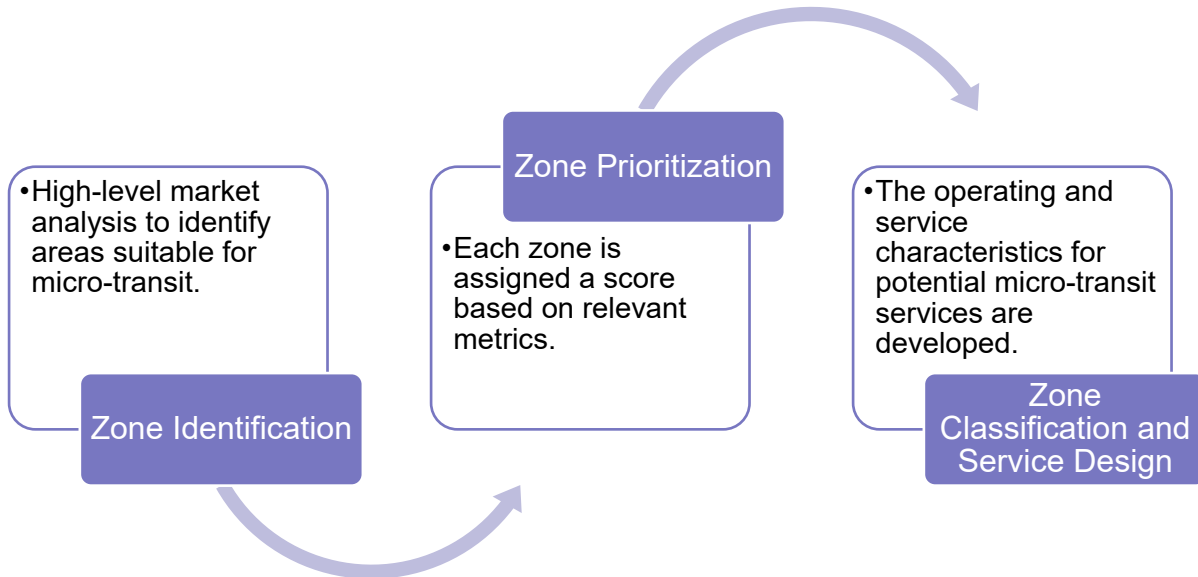 •High-level market
analysis to identify
areas suitable for
micro-transit.
Zone Identification
Zone Prioritization
•Each zone is
assigned a score
based on relevant
metrics.
•The operating and
service
characteristics for
potential micro-transit
services are
developed.
Zone
Classification and
Service Design